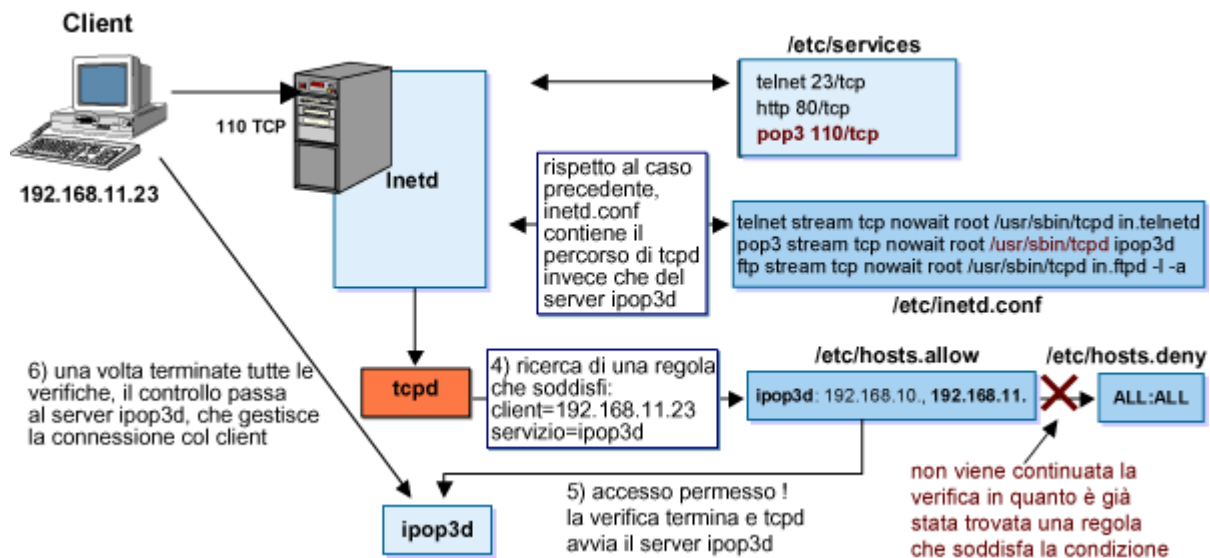 Client
192.168.11.23
110 TCP
Inetd
/etc/services
telnet 23/tcp
http 80/tcp
pop3 110/tcp
rispetto al caso
precedente,
inetd.conf
contiene il
percorso di tcpd
invece che del
server ipop3d
telnet stream tcp nowait root /usr/sbin/tcpd in.telnetd
pop3 stream tcp nowait root /usr/sbin/tcpd ipop3d
ftp stream tcp nowait root /usr/sbin/tcpd in.ftpd -l -a
/etc/inetd.conf
6) una volta terminate tutte le
verifiche, il controllo passa
al server ipop3d, che gestisce
la connessione col client
tcpd
4) ricerca di una regola
che soddisfi:
client=192.168.11.23
servizio=ipop3d
/etc/hosts.allow
ipop3d: 192.168.10., 192.168.11.
/etc/hosts.deny
ALL:ALL
non viene continuata la
verifica in quanto è già
stata trovata una regola
che soddisfa la condizione
5) accesso permesso !
la verifica termina e tcpd
avvia il server ipop3d
ipop3d